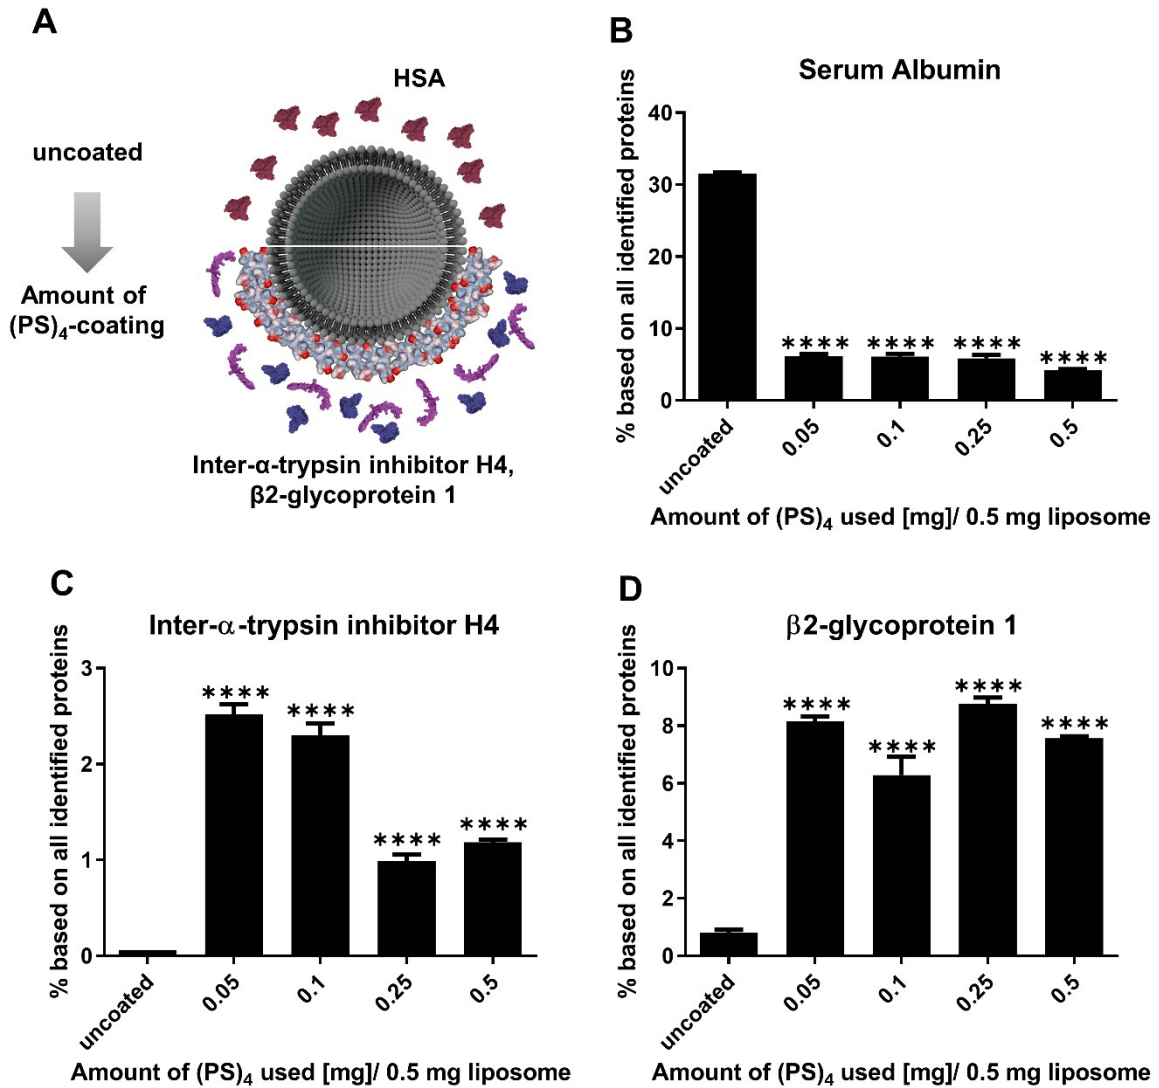 A
HSA
uncoated
Amount of
(PS)₄-coating
Inter-α-trypsin inhibitor H4,
β2-glycoprotein 1
B
Serum Albumin
% based on all identified proteins
40
30
20
10
0
**** **** **** ****
uncoated 0.05 0.1 0.25 0.5
Amount of (PS)₄ used [mg]/ 0.5 mg liposome
C
Inter-α-trypsin inhibitor H4
% based on all identified proteins
3
2
1
0
**** **** **** ****
uncoated 0.05 0.1 0.25 0.5
Amount of (PS)₄ used [mg]/ 0.5 mg liposome
D
β2-glycoprotein 1
% based on all identified proteins
10
8
6
4
2
0
**** **** **** ****
uncoated 0.05 0.1 0.25 0.5
Amount of (PS)₄ used [mg]/ 0.5 mg liposome